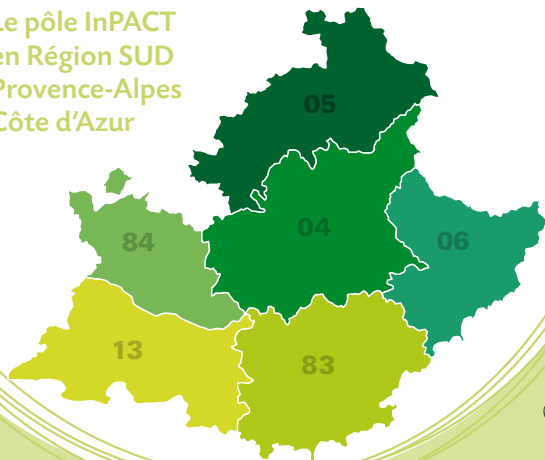 Le pôle InPACT
en Région SUD
Provence-Alpes
Côte d'Azur
05
04
84
06
13
83